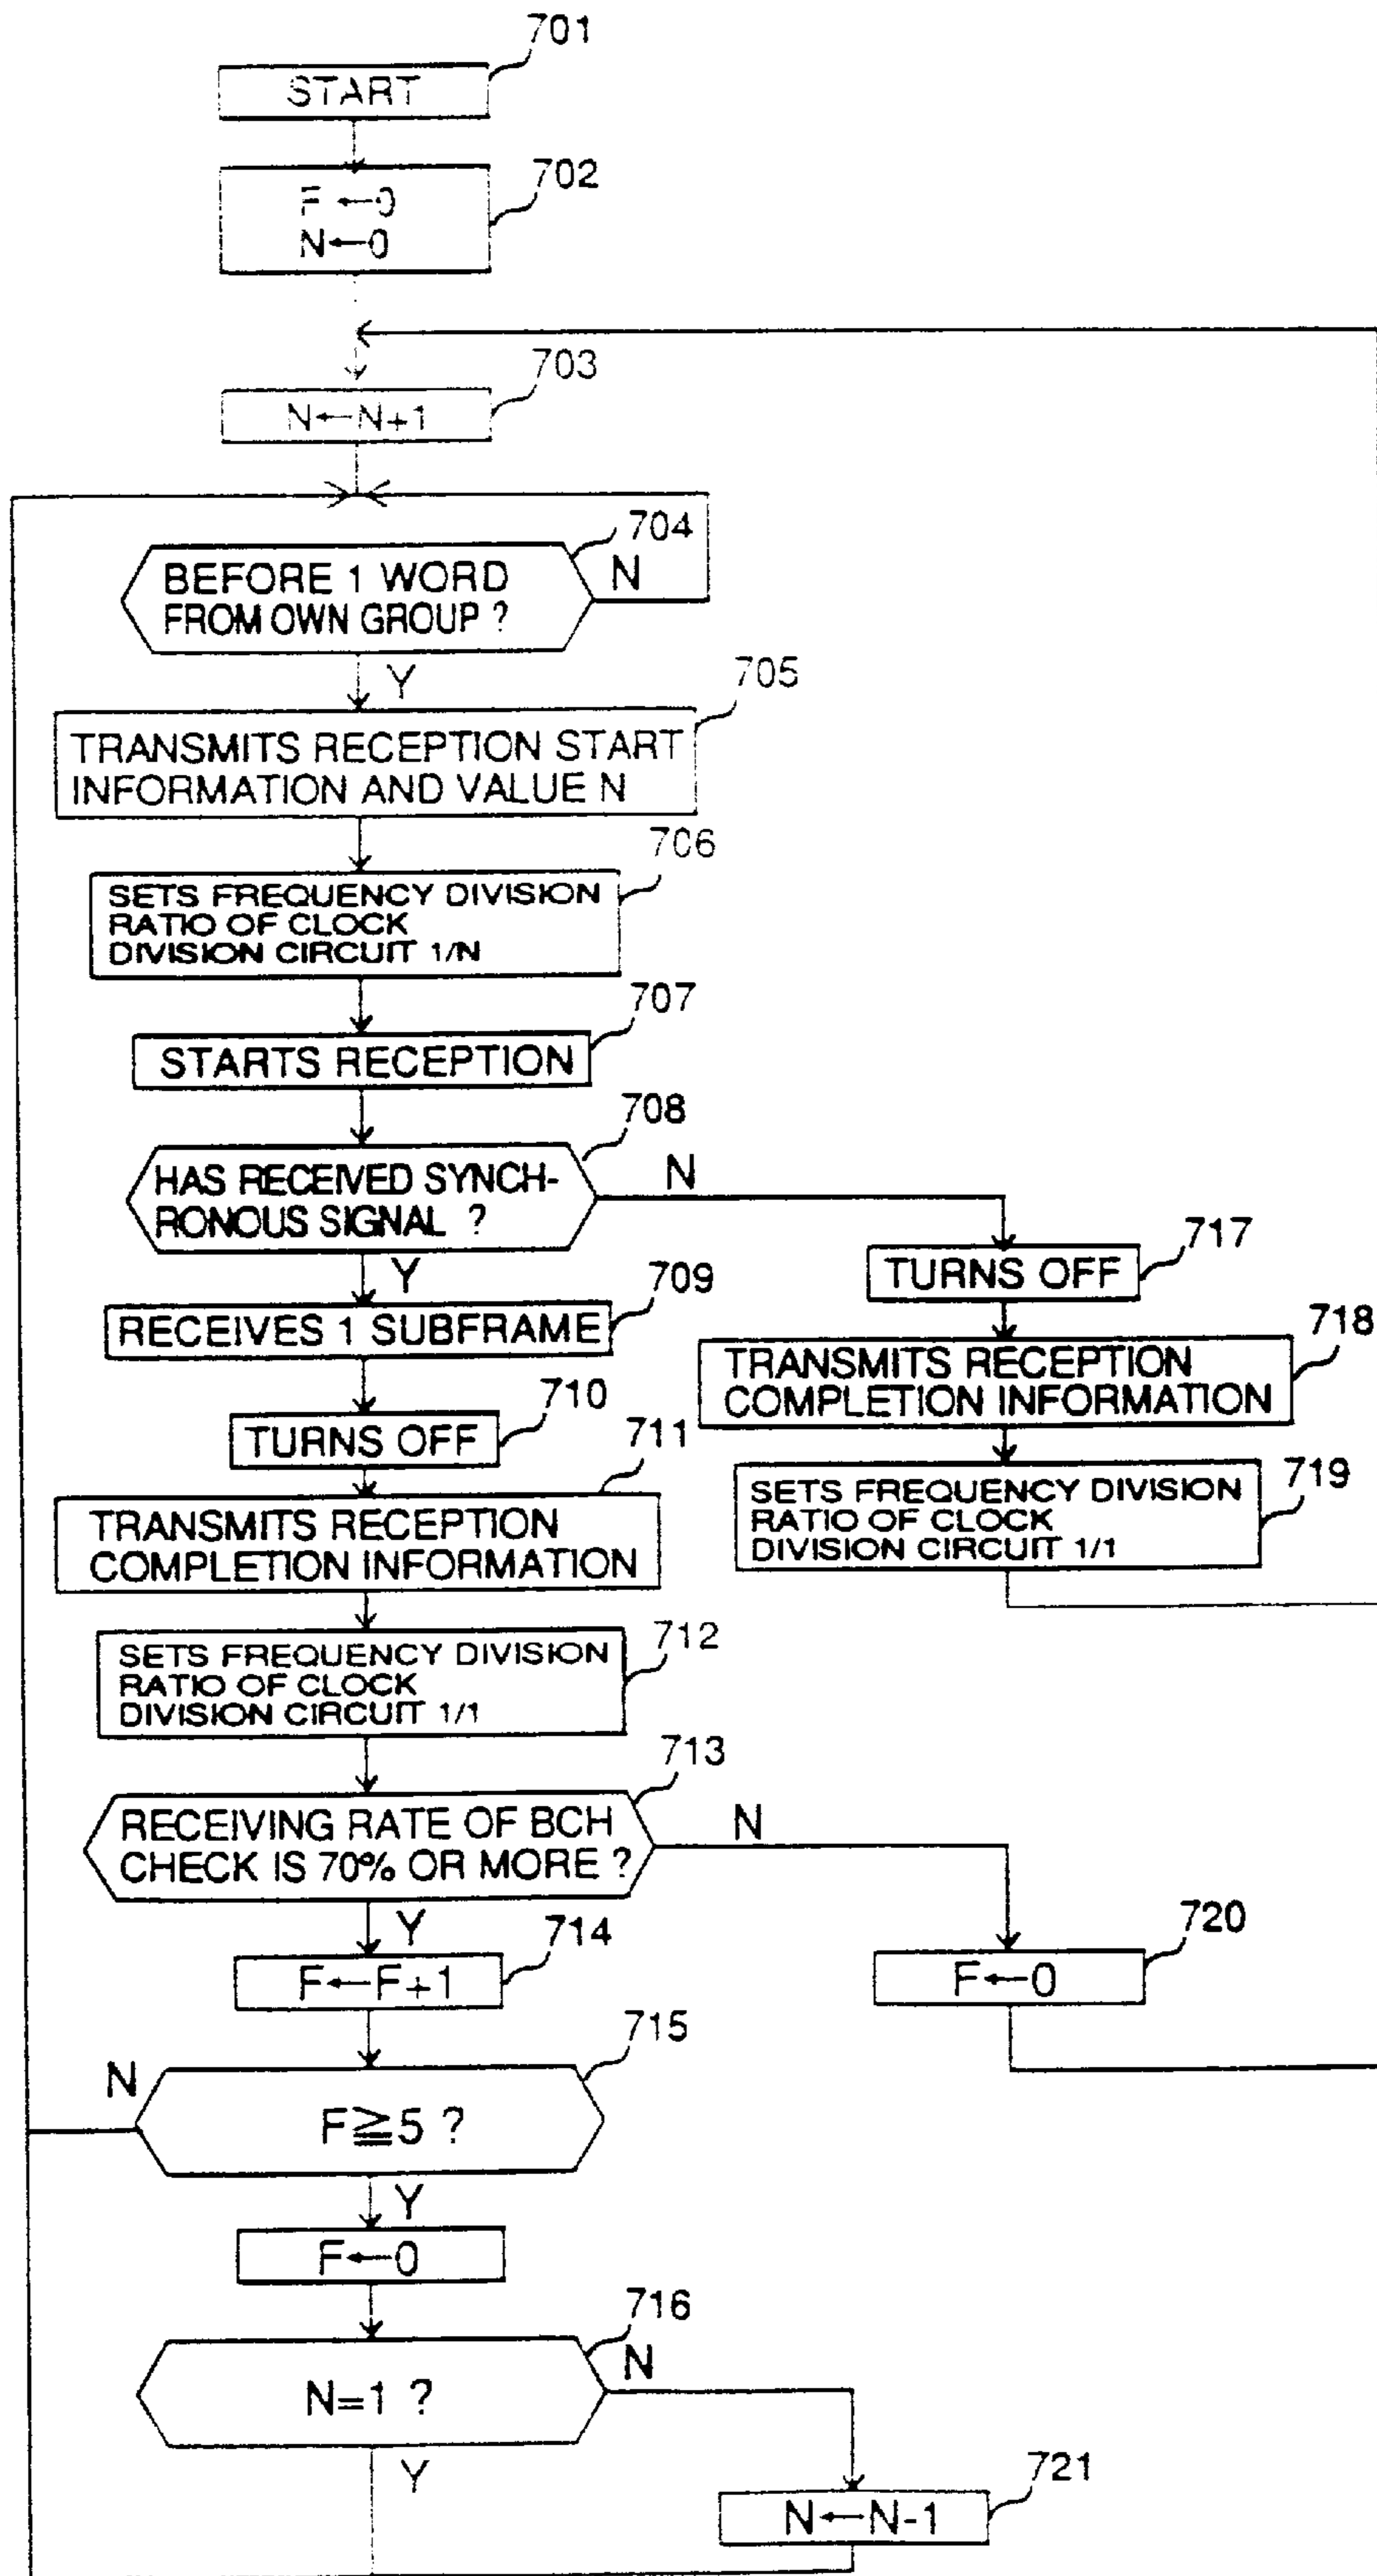 701
START
702
F←0
N←0
703
N←N+1
704
BEFORE 1 WORD
FROM OWN GROUP ?
N
Y
705
TRANSMITS RECEPTION START
INFORMATION AND VALUE N
706
SETS FREQUENCY DIVISION
RATIO OF CLOCK
DIVISION CIRCUIT 1/N
707
STARTS RECEPTION
708
HAS RECEIVED SYNCH-
RONOUS SIGNAL ?
N
Y
717
TURNS OFF
709
RECEIVES 1 SUBFRAME
718
TRANSMITS RECEPTION
COMPLETION INFORMATION
710
TURNS OFF
711
TRANSMITS RECEPTION
COMPLETION INFORMATION
719
SETS FREQUENCY DIVISION
RATIO OF CLOCK
DIVISION CIRCUIT 1/1
712
SETS FREQUENCY DIVISION
RATIO OF CLOCK
DIVISION CIRCUIT 1/1
713
RECEIVING RATE OF BCH
CHECK IS 70% OR MORE ?
N
Y
714
F←F+1
720
F←0
715
N
F≧5 ?
Y
F←0
716
N=1 ?
N
Y
721
N←N-1